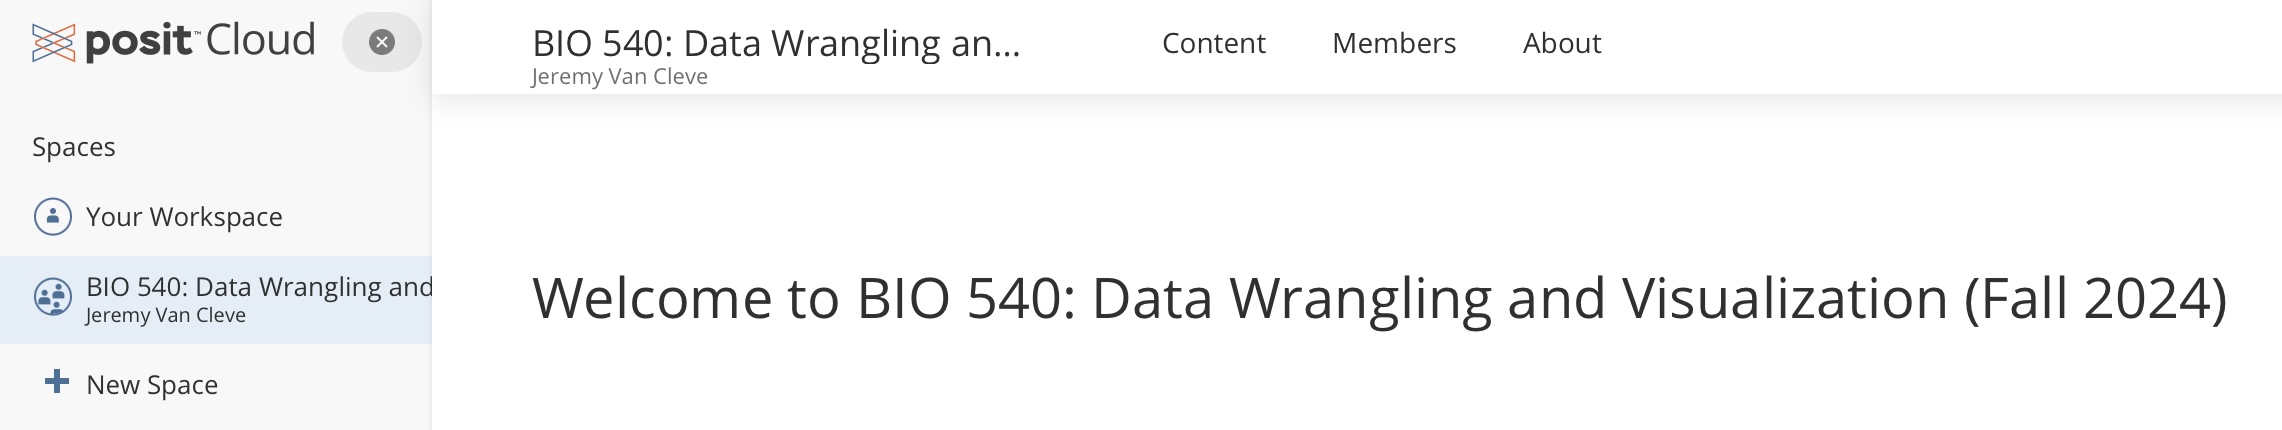 posit™ Cloud
Spaces
Your Workspace
BIO 540: Data Wrangling and
Jeremy Van Cleve
New Space
BIO 540: Data Wrangling an...
Jeremy Van Cleve
Content
Members
About
Welcome to BIO 540: Data Wrangling and Visualization (Fall 2024)